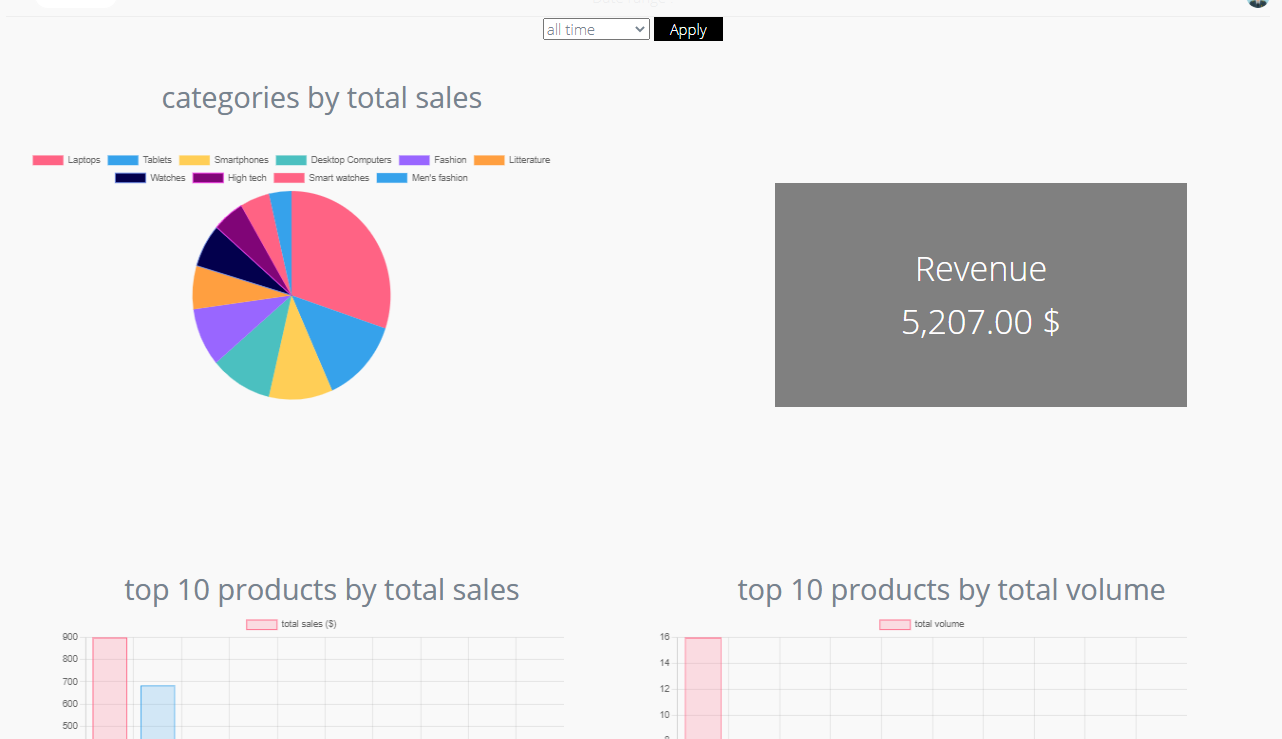 all time Apply
categories by total sales
Laptops Tablets Smartphones Desktop Computers Fashion Litterature
Watches High tech Smart watches Men's fashion
Revenue
5,207.00 $
top 10 products by total sales
total sales ($)
900
800
700
600
500
top 10 products by total volume
total volume
16
14
12
10